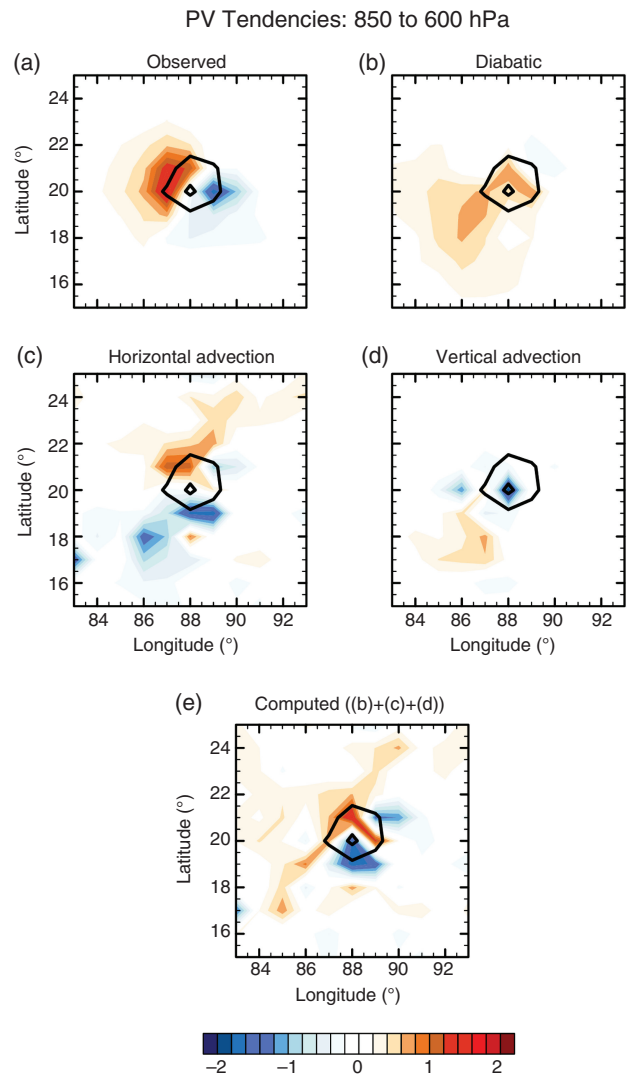 PV Tendencies: 850 to 600 hPa
(a) Observed
(b) Diabatic
24
22
20
18
16
Latitude (°)
Latitude (°)
(c) Horizontal advection
(d) Vertical advection
24
22
20
18
16
Latitude (°)
Latitude (°)
84 86 88 90 92
84 86 88 90 92
Longitude (°)
Longitude (°)
(e) Computed ((b)+(c)+(d))
24
22
20
18
16
Latitude (°)
84 86 88 90 92
Longitude (°)
−2 −1 0 1 2